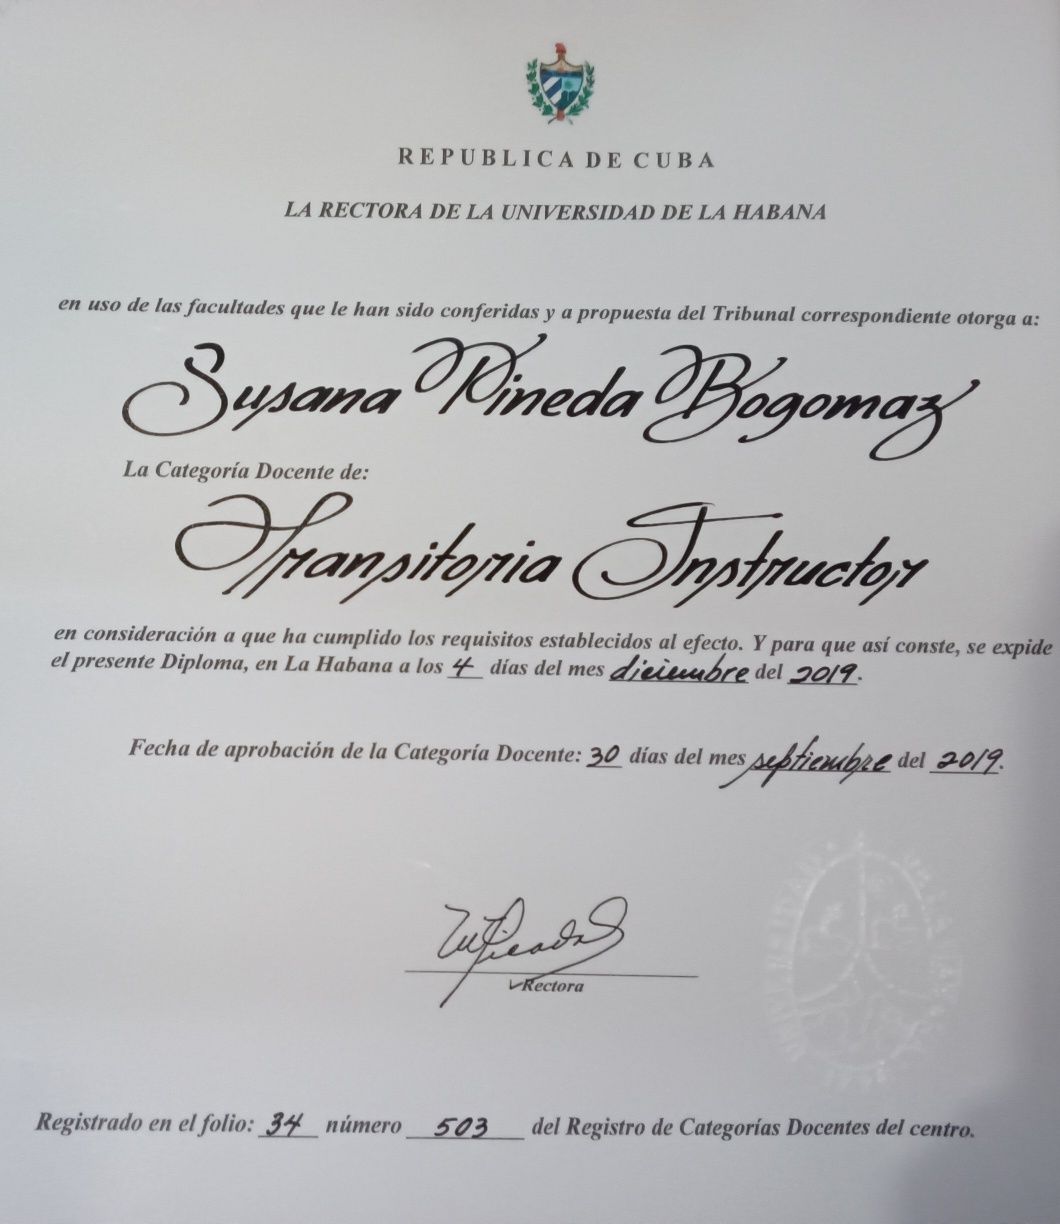 REPUBLICA DE CUBA
LA RECTORA DE LA UNIVERSIDAD DE LA HABANA
en uso de las facultades que le han sido conferidas y a propuesta del Tribunal correspondiente otorga a:
Susana Pineda Bogomaz
La Categoría Docente de:
Transitoria Instructor
en consideración a que ha cumplido los requisitos establecidos al efecto. Y para que así conste, se expide
el presente Diploma, en La Habana a los 4 días del mes diciembre del 2019.
Fecha de aprobación de la Categoría Docente: 30 días del mes septiembre del 2019.
Rectora
Registrado en el folio: 34 número 503 del Registro de Categorías Docentes del centro.